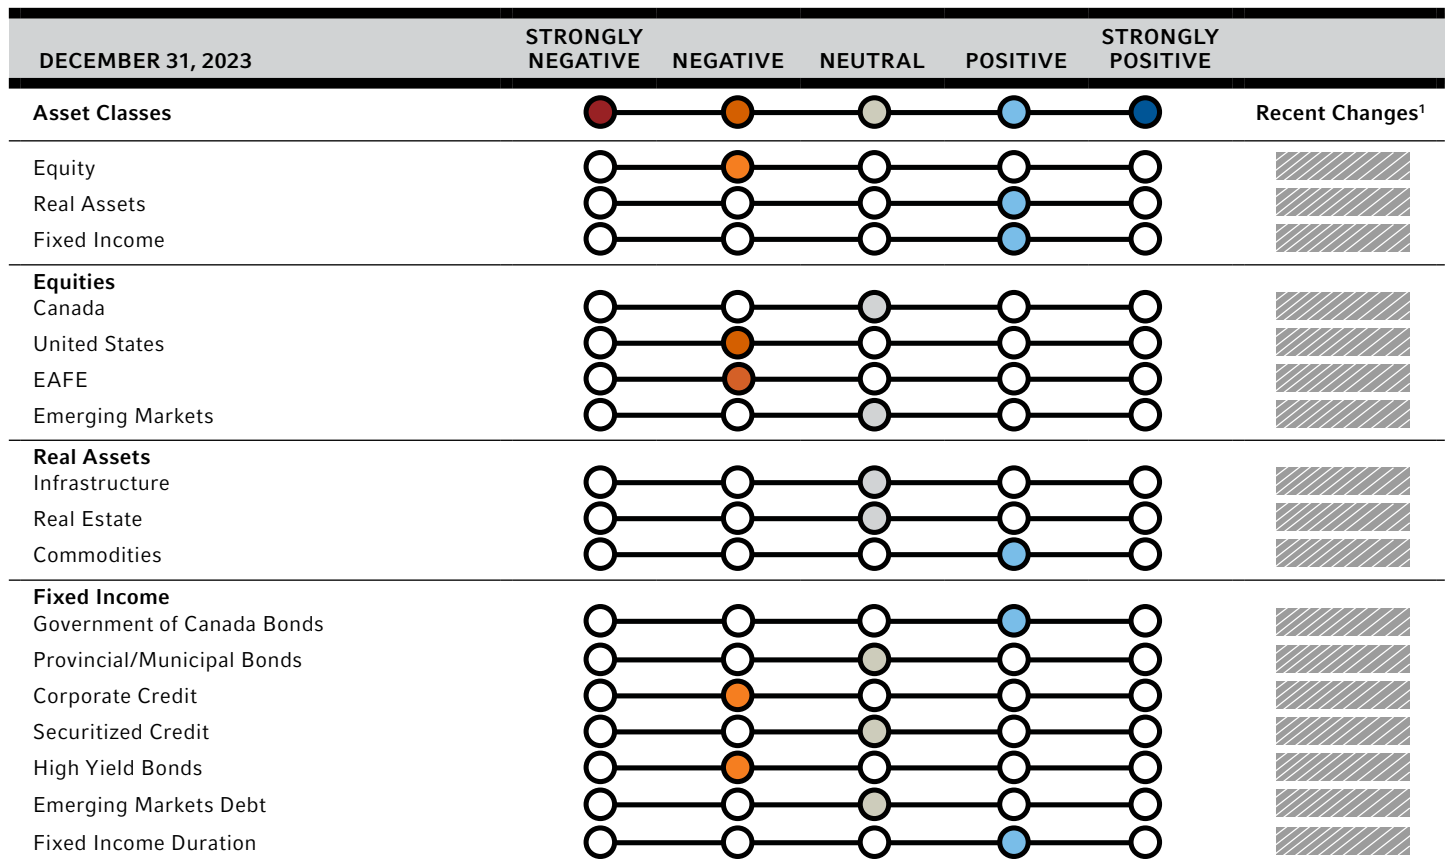 DECEMBER 31, 2023 STRONGLY NEGATIVE NEGATIVE NEUTRAL POSITIVE STRONGLY POSITIVE
Asset Classes Recent Changes¹
Equity
Real Assets
Fixed Income
Equities
Canada
United States
EAFE
Emerging Markets
Real Assets
Infrastructure
Real Estate
Commodities
Fixed Income
Government of Canada Bonds
Provincial/Municipal Bonds
Corporate Credit
Securitized Credit
High Yield Bonds
Emerging Markets Debt
Fixed Income Duration